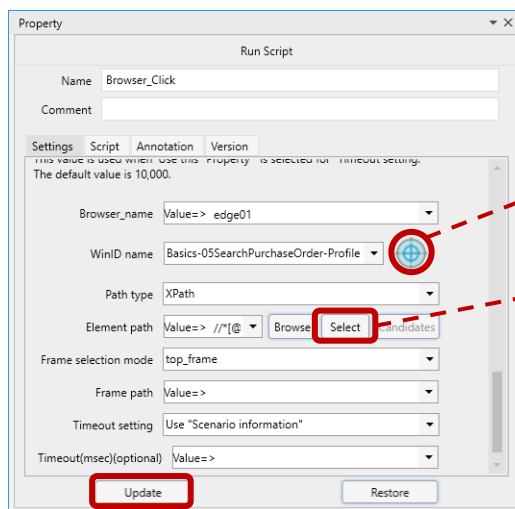 Property
Run Script
Name Browser_Click
Comment
Settings Script Annotation Version
This value is used when "Use this "Property"" is selected for "Timeout setting."
The default value is 10,000.
Browser_name Value=> edge01
WinID name Basics-05SearchPurchaseOrder-Profile
Path type XPath
Element path Value=> //*[@ Browse Select Candidates
Frame selection mode top_frame
Frame path Value=>
Timeout setting Use "Scenario information"
Timeout(msec)(optional) Value=>
Update Restore